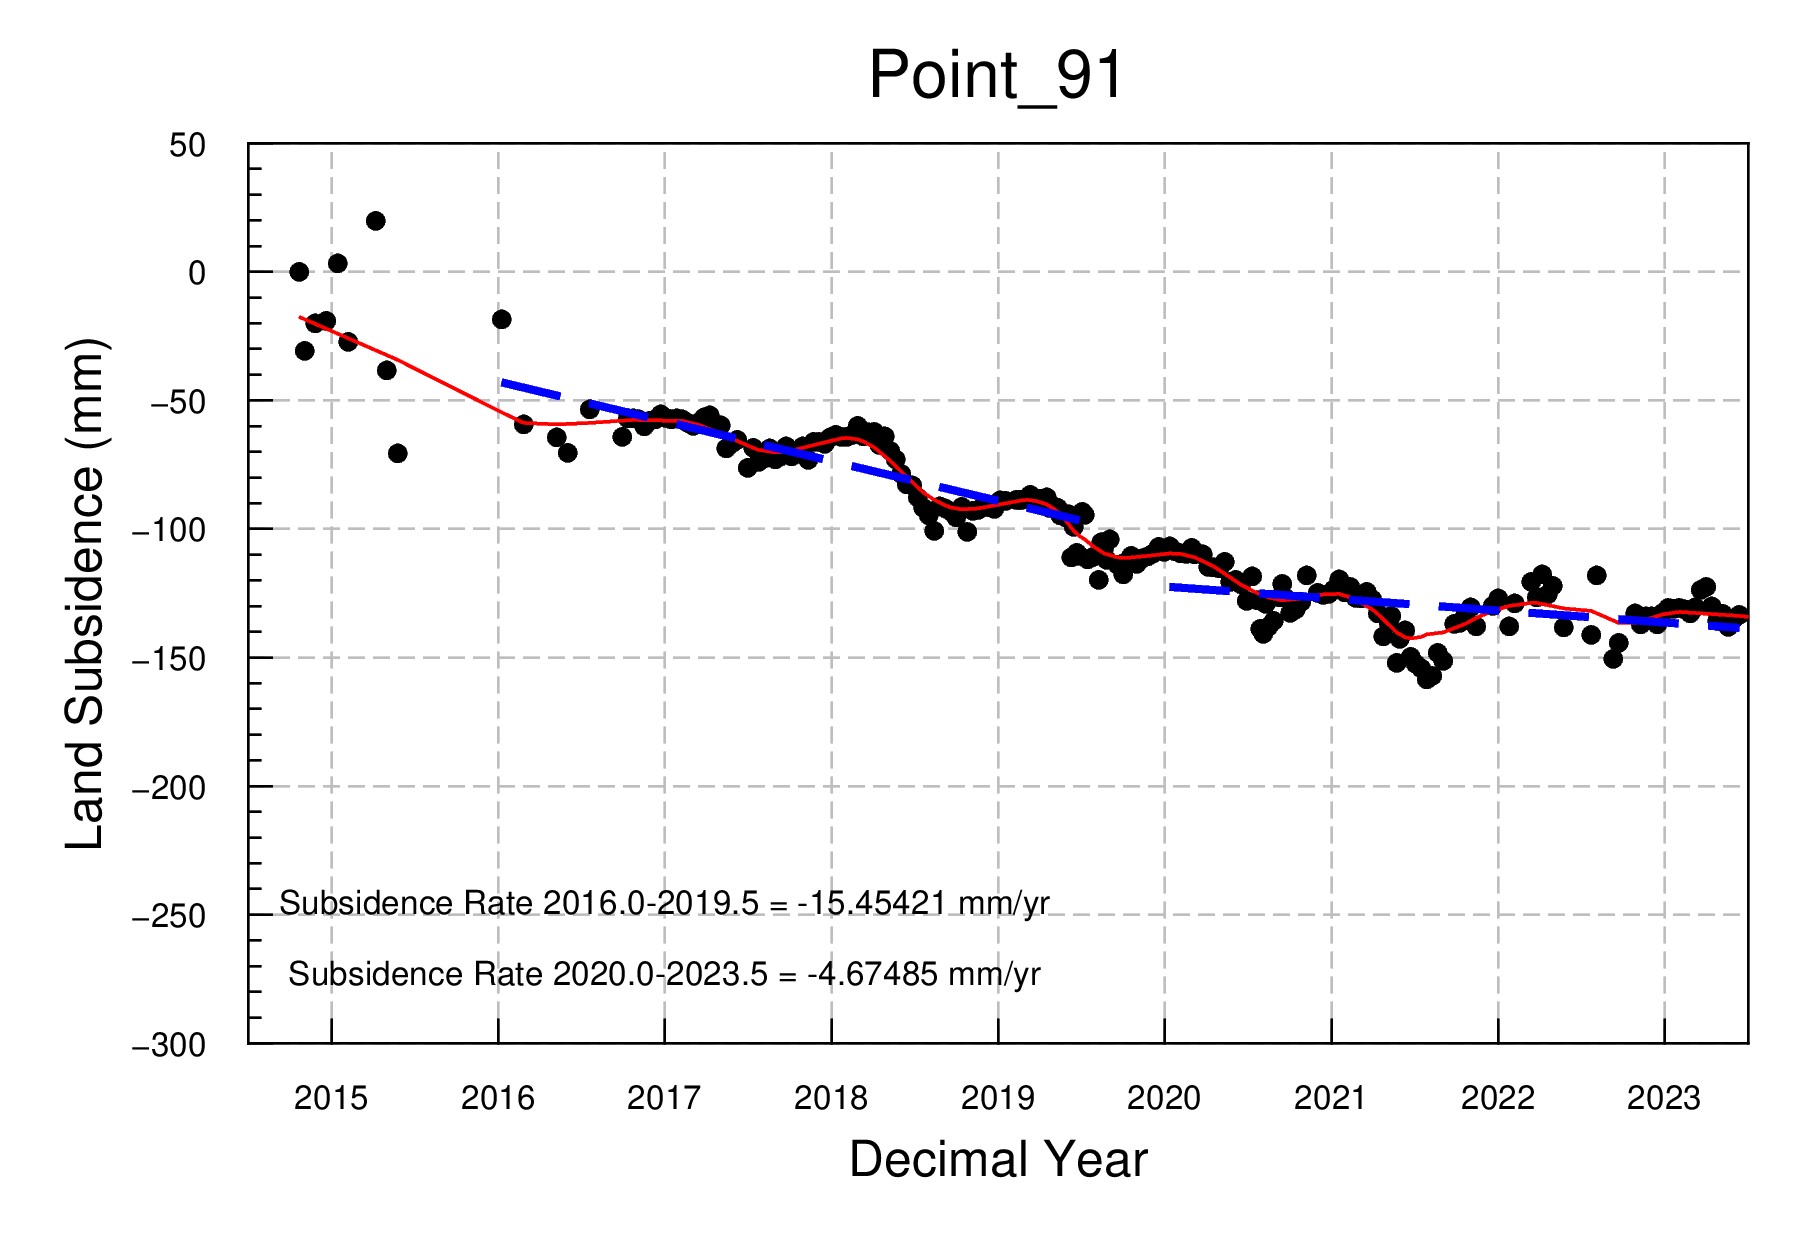 Point_91
50
0
−50
−100
−150
−200
−250
−300
Land Subsidence (mm)
Subsidence Rate 2016.0-2019.5 = -15.45421 mm/yr
Subsidence Rate 2020.0-2023.5 = -4.67485 mm/yr
2015 2016 2017 2018 2019 2020 2021 2022 2023
Decimal Year